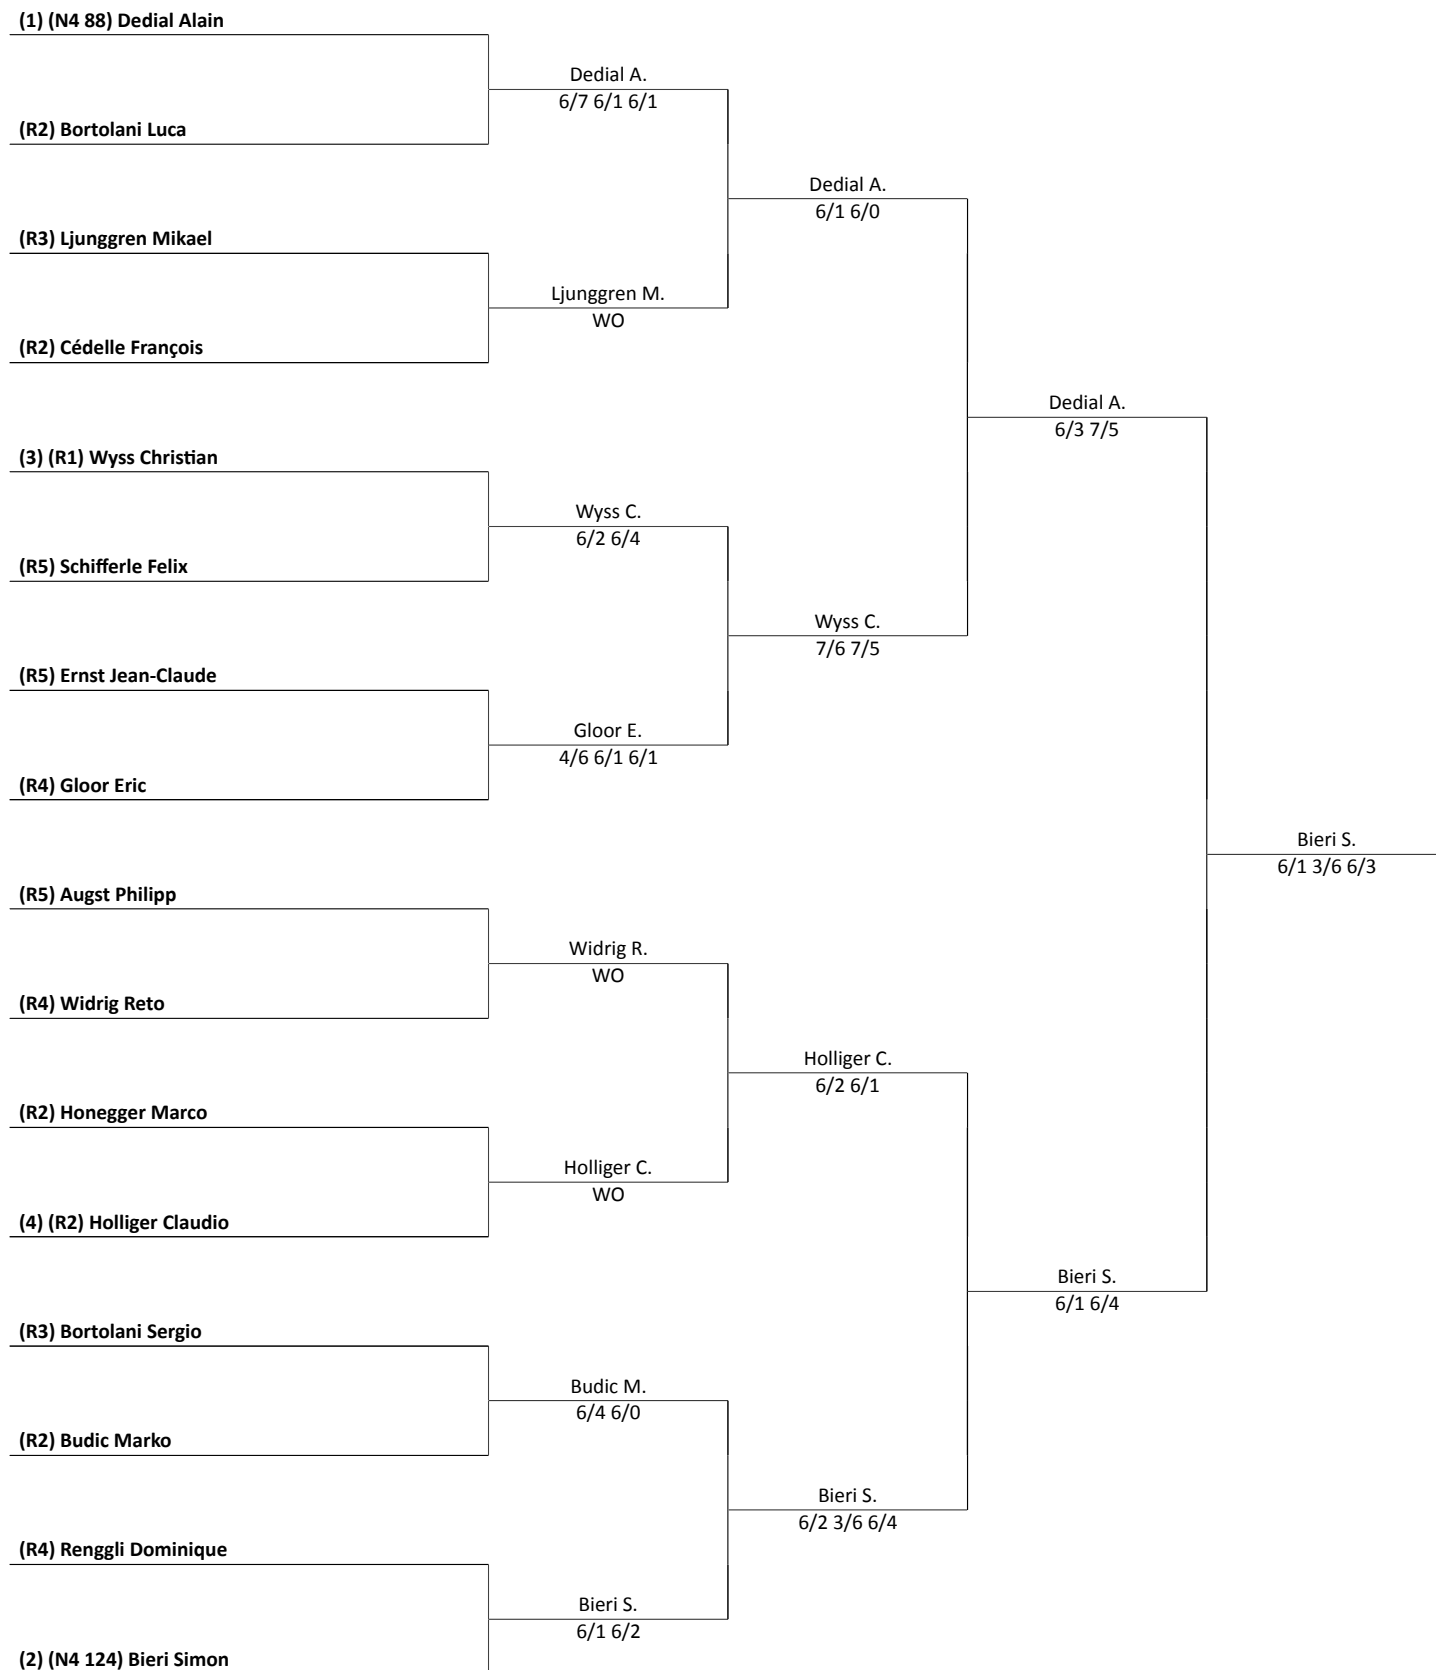 (1) (N4 88) Dedial Alain
Dedial A.
6/7 6/1 6/1
(R2) Bortolani Luca
Dedial A.
6/1 6/0
(R3) Ljunggren Mikael
Ljunggren M.
WO
(R2) Cédelle François
Dedial A.
6/3 7/5
(3) (R1) Wyss Christian
Wyss C.
6/2 6/4
(R5) Schifferle Felix
Wyss C.
7/6 7/5
(R5) Ernst Jean-Claude
Gloor E.
4/6 6/1 6/1
(R4) Gloor Eric
Bieri S.
6/1 3/6 6/3
(R5) Augst Philipp
Widrig R.
WO
(R4) Widrig Reto
Holliger C.
6/2 6/1
(R2) Honegger Marco
Holliger C.
WO
(4) (R2) Holliger Claudio
Bieri S.
6/1 6/4
(R3) Bortolani Sergio
Budic M.
6/4 6/0
(R2) Budic Marko
Bieri S.
6/2 3/6 6/4
(R4) Renggli Dominique
Bieri S.
6/1 6/2
(2) (N4 124) Bieri Simon